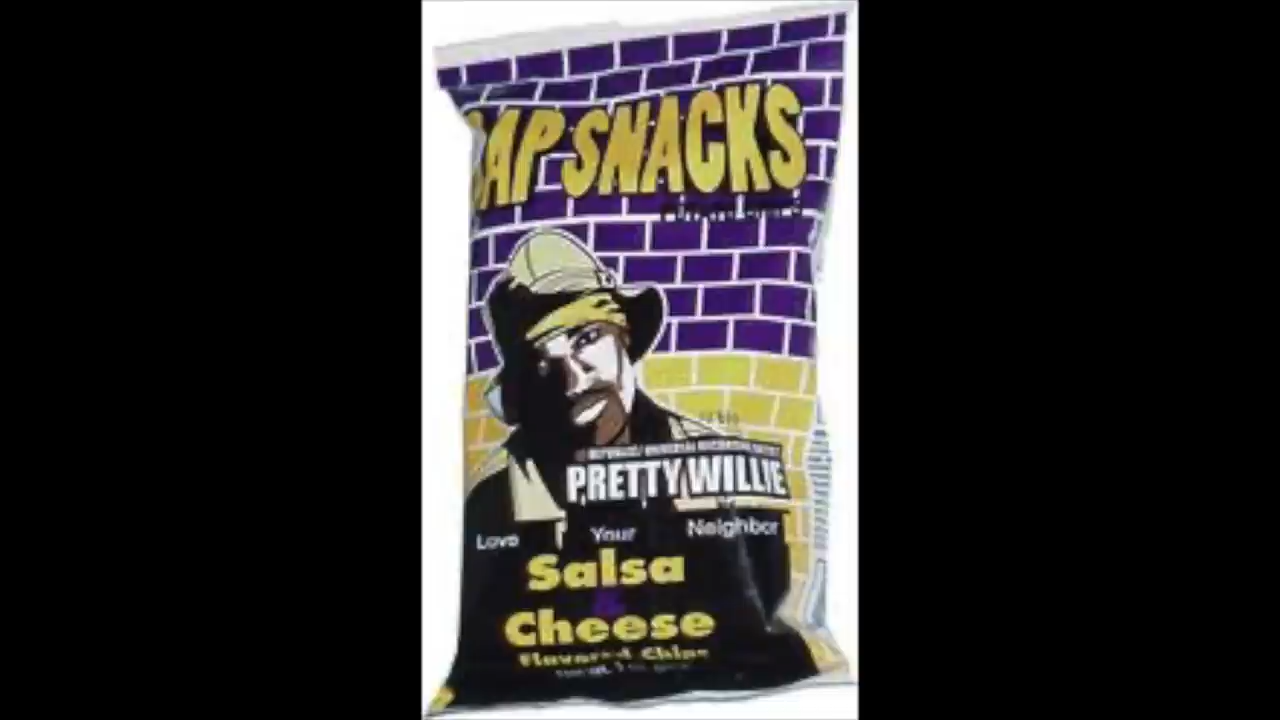 RAP SNACKS
PRETTY WILLIE
Love Your Neighbor
Salsa
&
Cheese
Flavored Chips